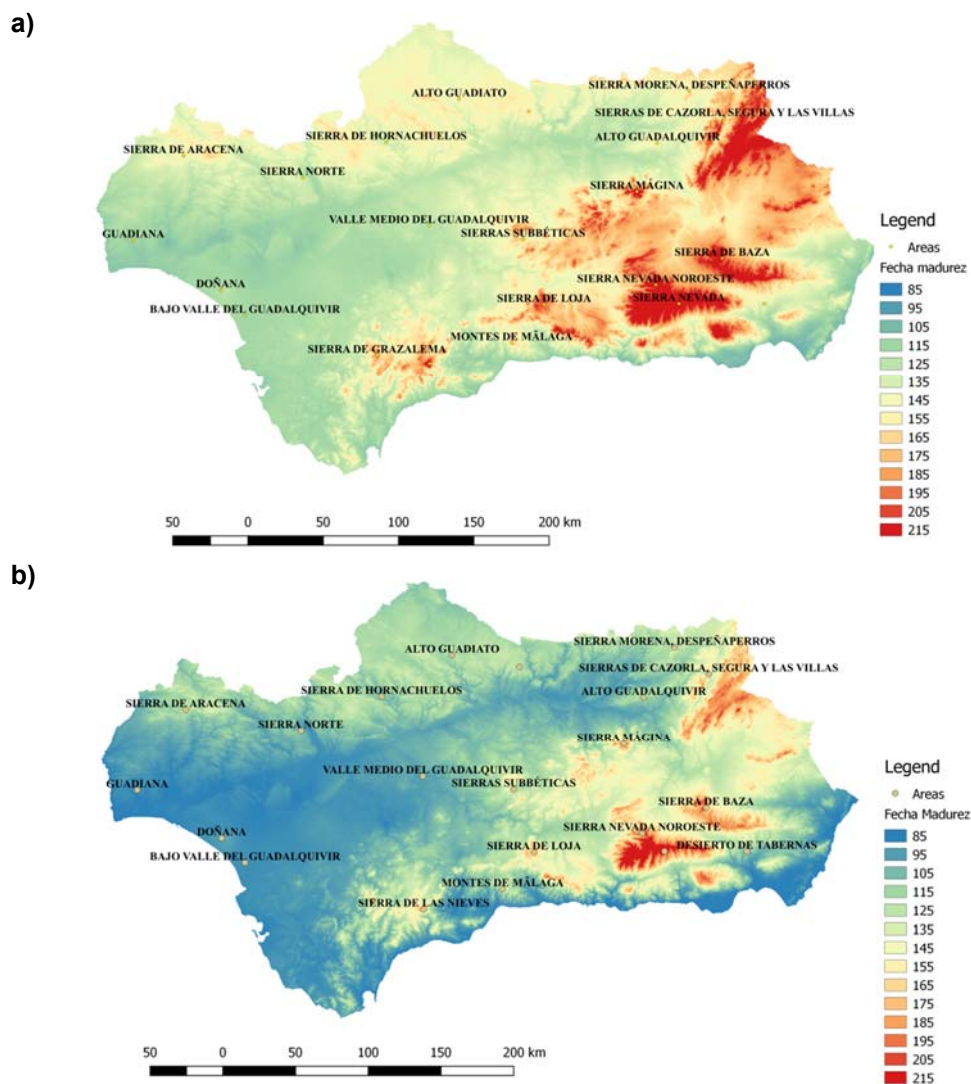 a)
ALTO GUADIATO
SIERRA MORENA, DESPEÑAPERROS
SIERRAS DE CAZORLA, SEGURA Y LAS VILLAS
SIERRA DE HORNACHUELOS
ALTO GUADALQUIVIR
SIERRA DE ARACENA
SIERRA NORTE
SIERRA MÁGINA
VALLE MEDIO DEL GUADALQUIVIR
SIERRAS SUBBÉTICAS
GUADIANA
SIERRA DE BAZA
DOÑANA
SIERRA NEVADA NOROESTE
SIERRA DE LOJA
SIERRA NEVADA
BAJO VALLE DEL GUADALQUIVIR
MONTES DE MÁLAGA
SIERRA DE GRAZALEMA
Legend
Areas
Fecha madurez
85
95
105
115
125
135
145
155
165
175
185
195
205
215
50 0 50 100 150 200 km
b)
SIERRA MORENA, DESPEÑAPERROS
ALTO GUADIATO
SIERRAS DE CAZORLA, SEGURA Y LAS VILLAS
SIERRA DE HORNACHUELOS
ALTO GUADALQUIVIR
SIERRA DE ARACENA
SIERRA NORTE
SIERRA MÁGINA
VALLE MEDIO DEL GUADALQUIVIR
SIERRAS SUBBÉTICAS
GUADIANA
SIERRA DE BAZA
SIERRA NEVADA NOROESTE
DOÑANA
SIERRA DE LOJA
DESIERTO DE TABERNAS
BAJO VALLE DEL GUADALQUIVIR
MONTES DE MÁLAGA
SIERRA DE LAS NIEVES
Legend
Areas
Fecha Madurez
85
95
105
115
125
135
145
155
165
175
185
195
205
215
50 0 50 100 150 200 km